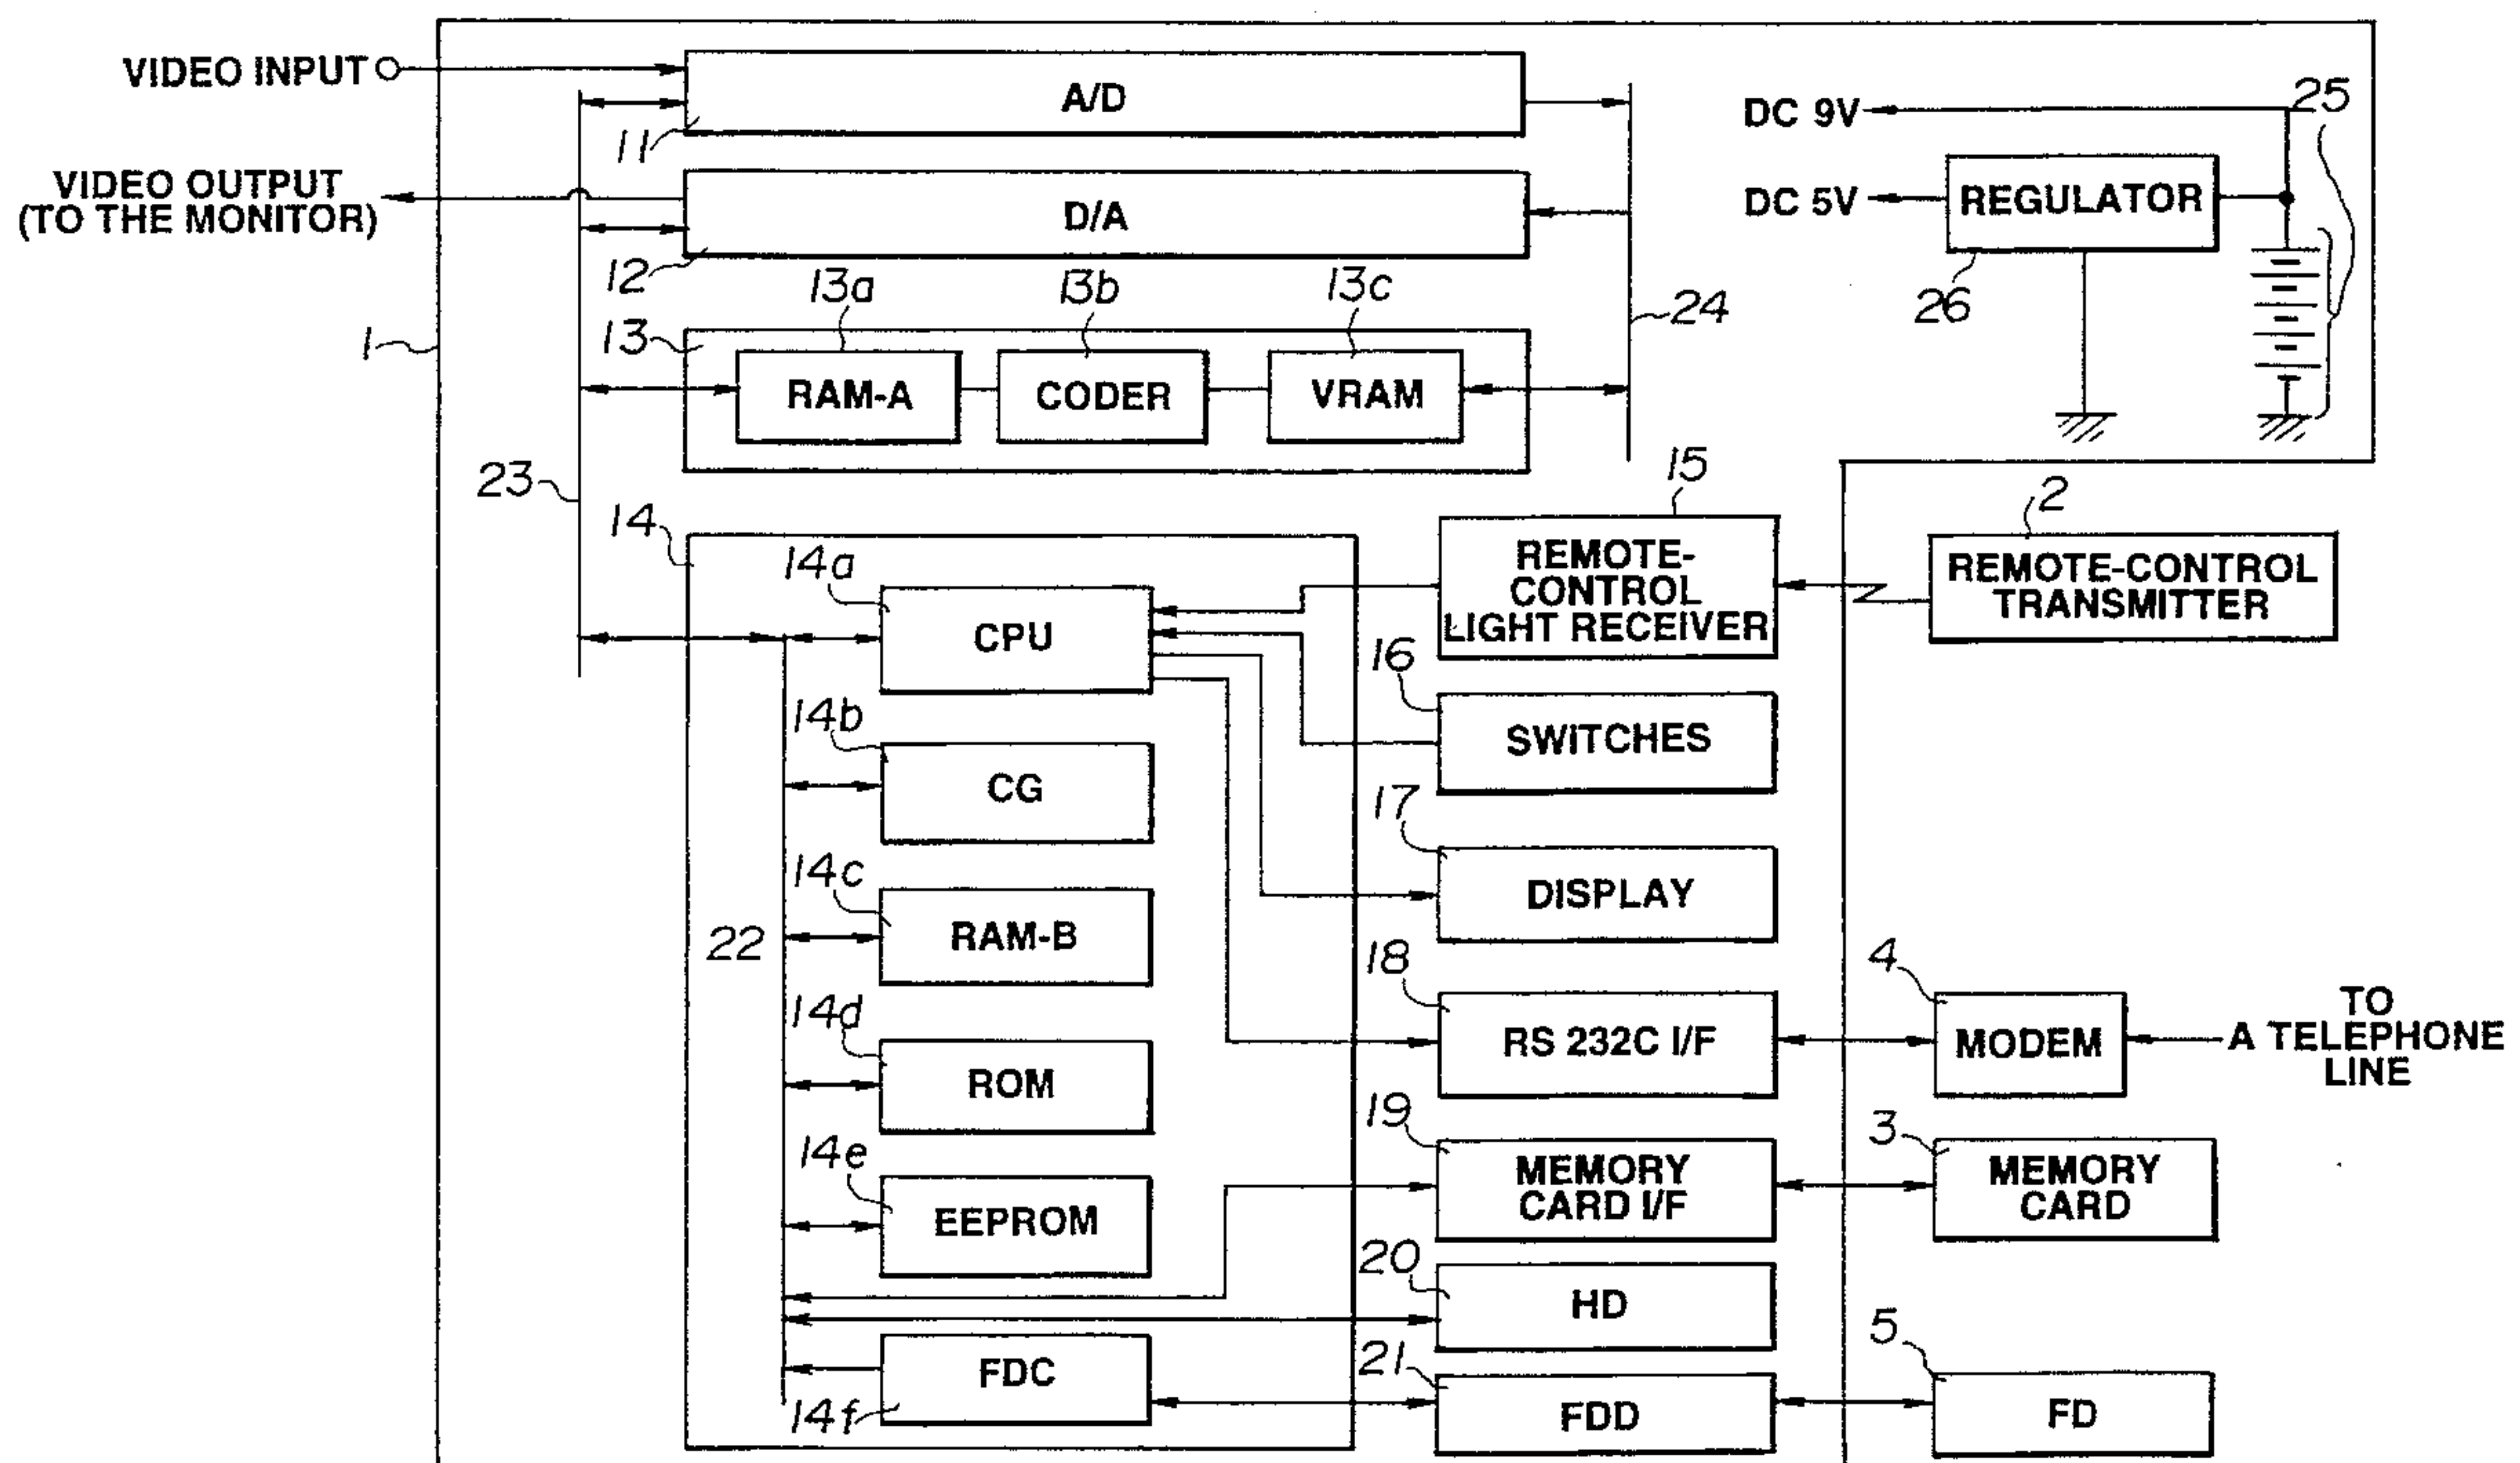 VIDEO INPUT
A/D
11
DC 9V
25
VIDEO OUTPUT
(TO THE MONITOR)
D/A
12
DC 5V
REGULATOR
26
13a
13b
13c
24
1
13
RAM-A
CODER
VRAM
23
15
2
14
14a
CPU
REMOTE-
CONTROL
LIGHT RECEIVER
REMOTE-CONTROL
TRANSMITTER
16
SWITCHES
14b
CG
17
DISPLAY
14c
RAM-B
22
18
RS 232C I/F
4
MODEM
TO
A TELEPHONE
LINE
14d
ROM
19
MEMORY
CARD I/F
3
MEMORY
CARD
14e
EEPROM
20
HD
14f
FDC
21
FDD
5
FD